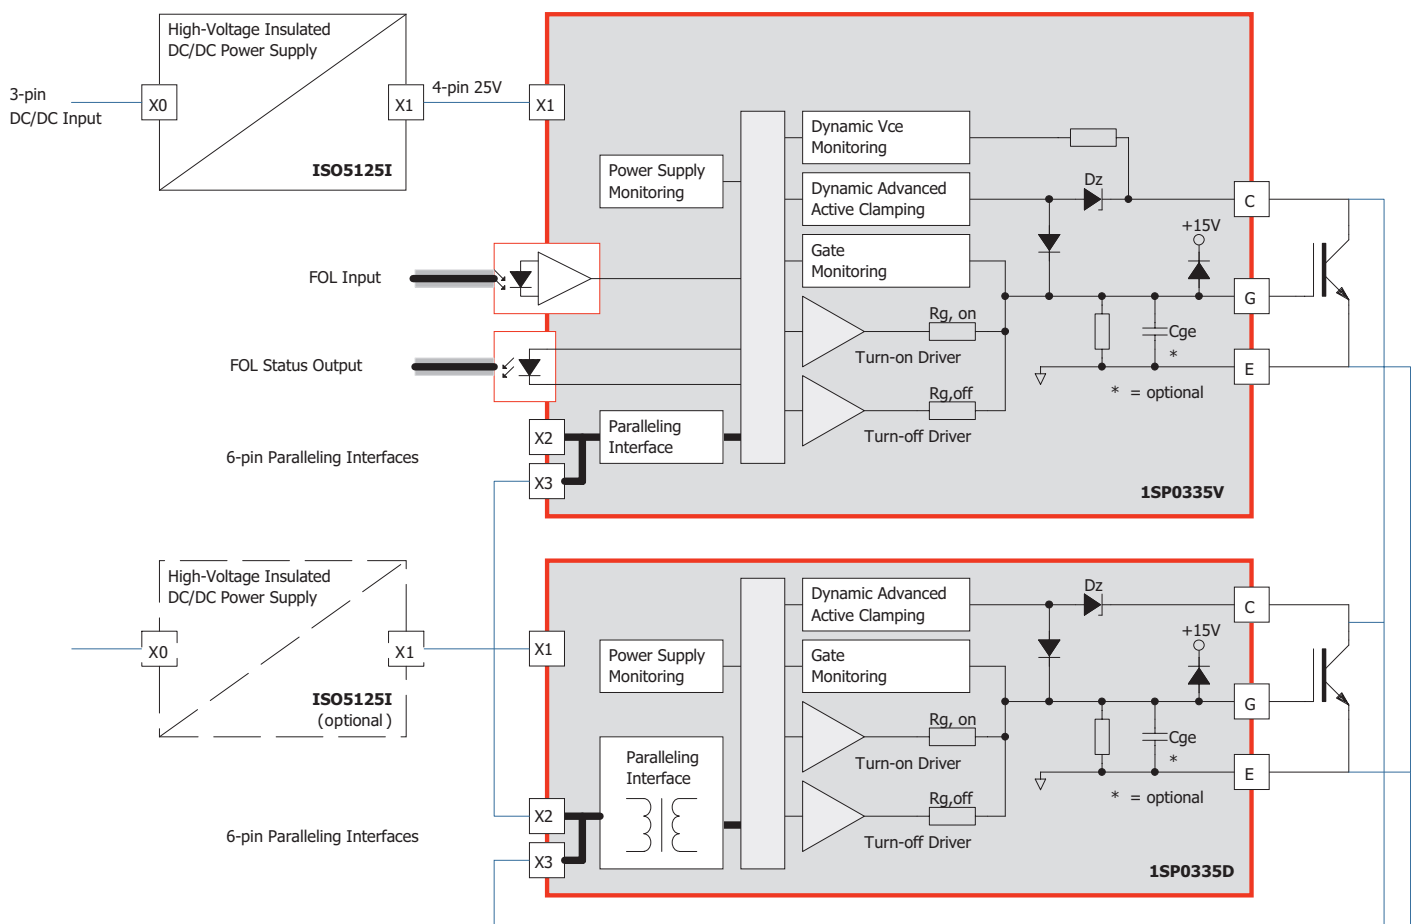 High-Voltage Insulated
DC/DC Power Supply
3-pin
DC/DC Input
X0
X1
4-pin 25V
X1
ISO5125I
Dynamic Vce
Monitoring
Power Supply
Monitoring
Dynamic Advanced
Active Clamping
Dz
C
+15V
Gate
Monitoring
FOL Input
G
Rg, on
Turn-on Driver
Cge
*
FOL Status Output
E
* = optional
Rg,off
Turn-off Driver
X2
Paralleling
Interface
6-pin Paralleling Interfaces
X3
1SP0335V
High-Voltage Insulated
DC/DC Power Supply
X0
X1
X1
ISO5125I
(optional)
Dynamic Advanced
Active Clamping
Dz
C
+15V
Power Supply
Monitoring
Gate
Monitoring
G
Rg, on
Turn-on Driver
Cge
*
Paralleling
Interface
E
* = optional
Rg,off
Turn-off Driver
X2
6-pin Paralleling Interfaces
X3
1SP0335D